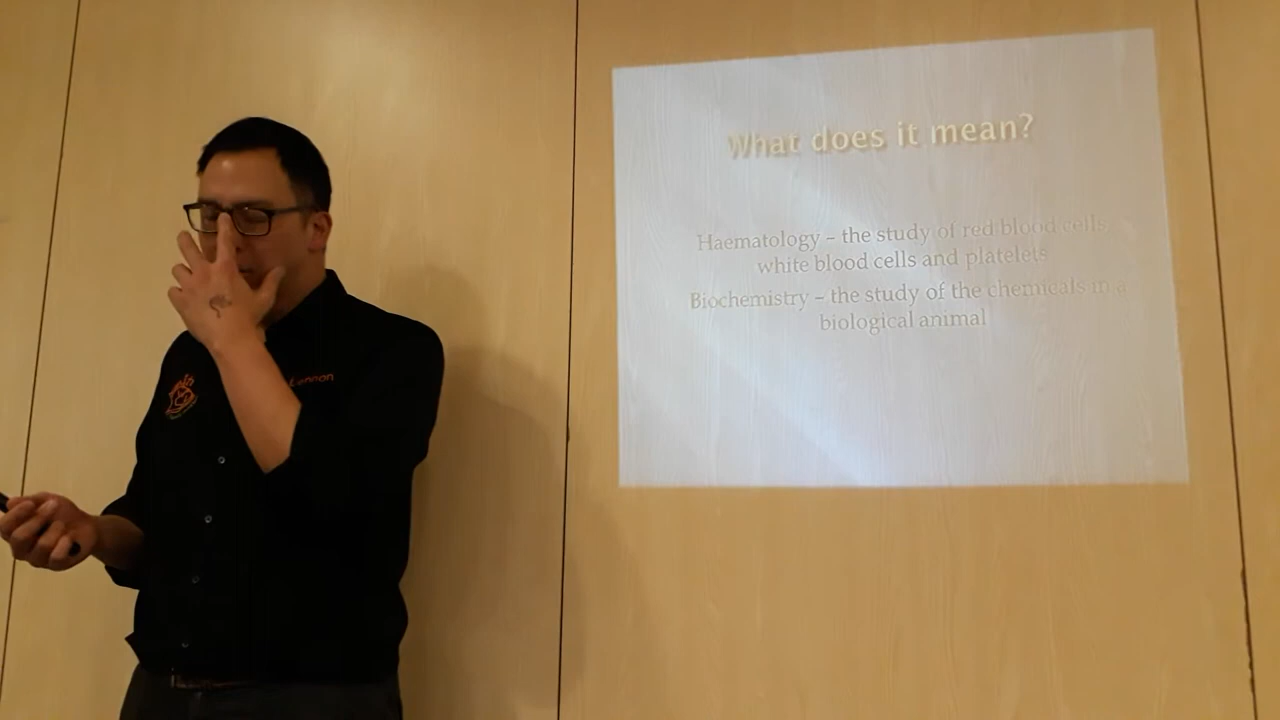 What does it mean?
Haematology – the study of red blood cells
white blood cells and platelets
Biochemistry – the study of the chemicals in a
biological animal
Lennon